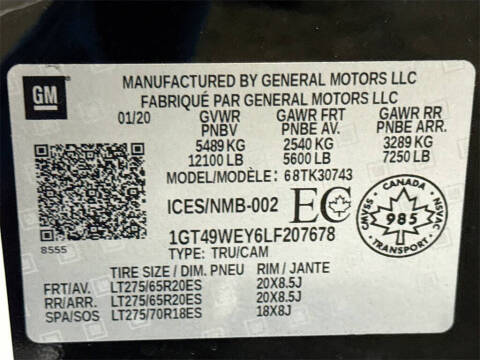 GM
MANUFACTURED BY GENERAL MOTORS LLC
FABRIQUÉ PAR GENERAL MOTORS LLC
01/20 GVWR GAWR FRT GAWR RR
PNBV PNBE AV. PNBE ARR.
5489 KG 2540 KG 3289 KG
12100 LB 5600 LB 7250 LB
MODEL/MODÈLE: 68TK30743
ICES/NMB-002 EC
CANADA
CMVSS 985 NSVAC
TRANSPORT
8555
1GT49WEY6LF207678
TYPE: TRU/CAM
TIRE SIZE / DIM. PNEU RIM / JANTE
FRT/AV. LT275/65R20ES 20X8.5J
RR/ARR. LT275/65R20ES 20X8.5J
SPA/SOS LT275/70R18ES 18X8J